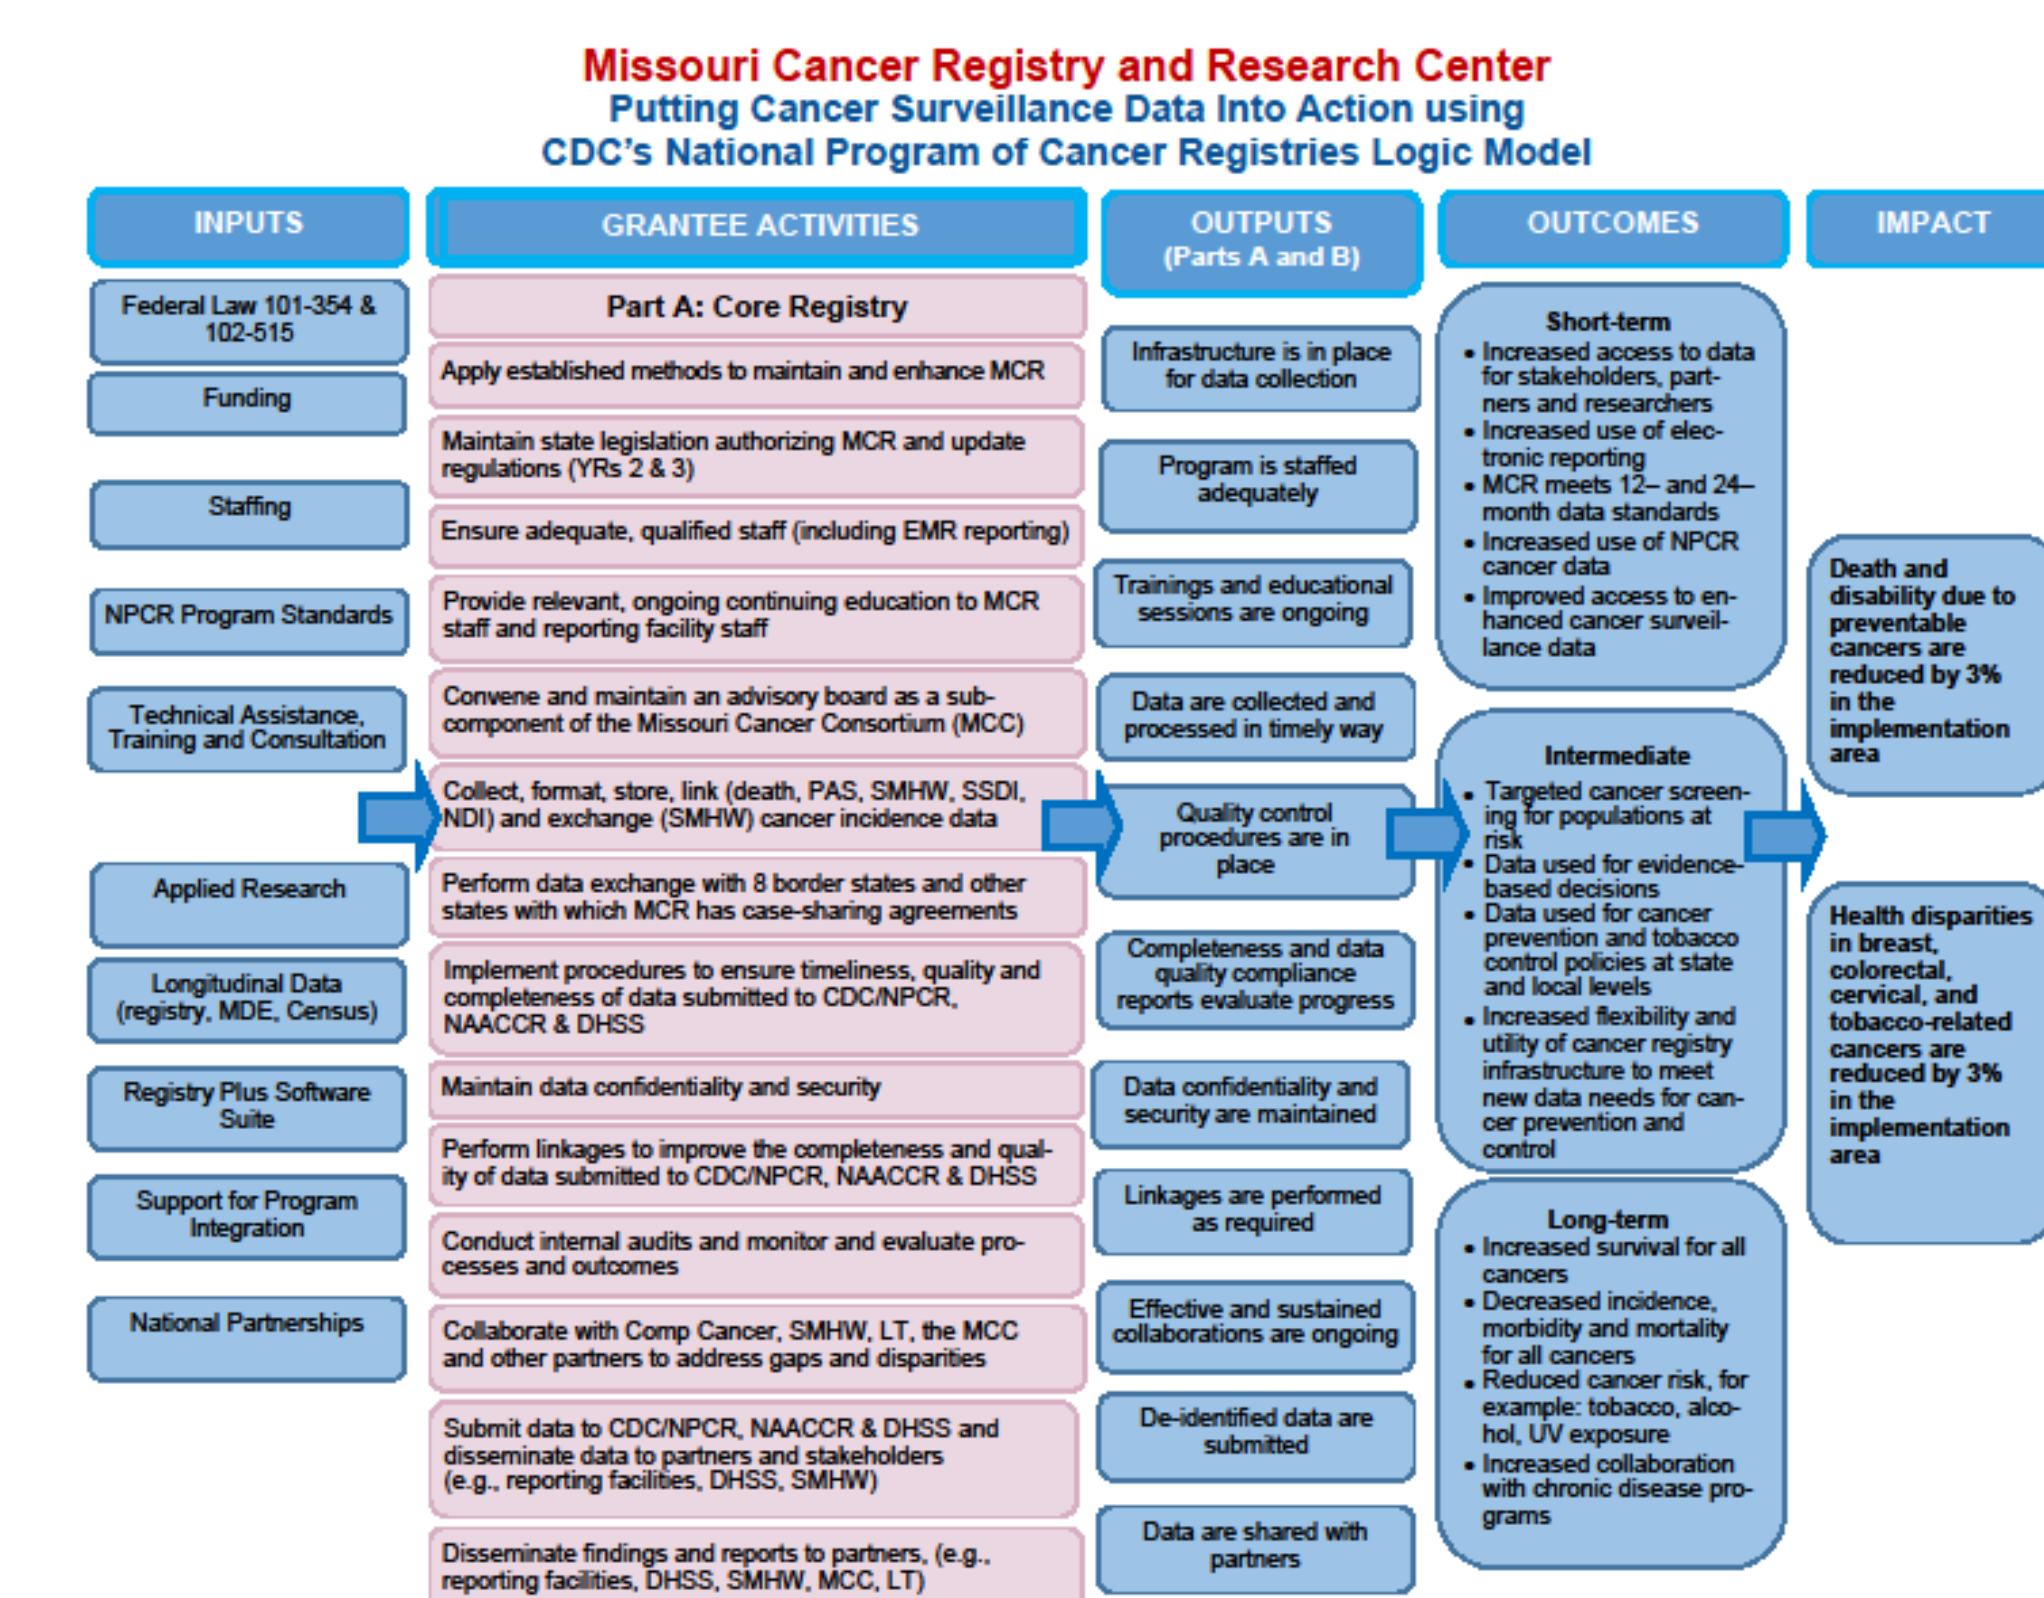 Missouri Cancer Registry and Research Center
Putting Cancer Surveillance Data Into Action using
CDC's National Program of Cancer Registries Logic Model
INPUTS
Federal Law 101-354 &
102-515
Funding
Staffing
NPCR Program Standards
Technical Assistance,
Training and Consultation
Applied Research
Longitudinal Data
(registry, MDE, Census)
Registry Plus Software
Suite
Support for Program
Integration
National Partnerships
GRANTEE ACTIVITIES
Part A: Core Registry
Apply established methods to maintain and enhance MCR
Maintain state legislation authorizing MCR and update
regulations (YRs 2 & 3)
Ensure adequate, qualified staff (including EMR reporting)
Provide relevant, ongoing continuing education to MCR
staff and reporting facility staff
Convene and maintain an advisory board as a sub-
component of the Missouri Cancer Consortium (MCC)
Collect, format, store, link (death, PAS, SMHW, SSDI,
NDI) and exchange (SMHW) cancer incidence data
Perform data exchange with 8 border states and other
states with which MCR has case-sharing agreements
Implement procedures to ensure timeliness, quality and
completeness of data submitted to CDC/NPCR,
NAACCR & DHSS
Maintain data confidentiality and security
Perform linkages to improve the completeness and qual-
ity of data submitted to CDC/NPCR, NAACCR & DHSS
Conduct internal audits and monitor and evaluate pro-
cesses and outcomes
Collaborate with Comp Cancer, SMHW, LT, the MCC
and other partners to address gaps and disparities
Submit data to CDC/NPCR, NAACCR & DHSS and
disseminate data to partners and stakeholders
(e.g., reporting facilities, DHSS, SMHW)
Disseminate findings and reports to partners, (e.g.,
reporting facilities, DHSS, SMHW, MCC, LT)
OUTPUTS
(Parts A and B)
Infrastructure is in place
for data collection
Program is staffed
adequately
Trainings and educational
sessions are ongoing
Data are collected and
processed in timely way
Quality control
procedures are in
place
Completeness and data
quality compliance
reports evaluate progress
Data confidentiality and
security are maintained
Linkages are performed
as required
Effective and sustained
collaborations are ongoing
De-identified data are
submitted
Data are shared with
partners
OUTCOMES
Short-term
• Increased access to data
for stakeholders, part-
ners and researchers
• Increased use of elec-
tronic reporting
• MCR meets 12– and 24–
month data standards
• Increased use of NPCR
cancer data
• Improved access to en-
hanced cancer surveil-
lance data
Intermediate
• Targeted cancer screen-
ing for populations at
risk
• Data used for evidence-
based decisions
• Data used for cancer
prevention and tobacco
control policies at state
and local levels
• Increased flexibility and
utility of cancer registry
infrastructure to meet
new data needs for can-
cer prevention and
control
Long-term
• Increased survival for all
cancers
• Decreased incidence,
morbidity and mortality
for all cancers
• Reduced cancer risk, for
example: tobacco, alco-
hol, UV exposure
• Increased collaboration
with chronic disease pro-
grams
IMPACT
Death and
disability due to
preventable
cancers are
reduced by 3%
in the
implementation
area
Health disparities
in breast,
colorectal,
cervical, and
tobacco-related
cancers are
reduced by 3%
in the
implementation
area